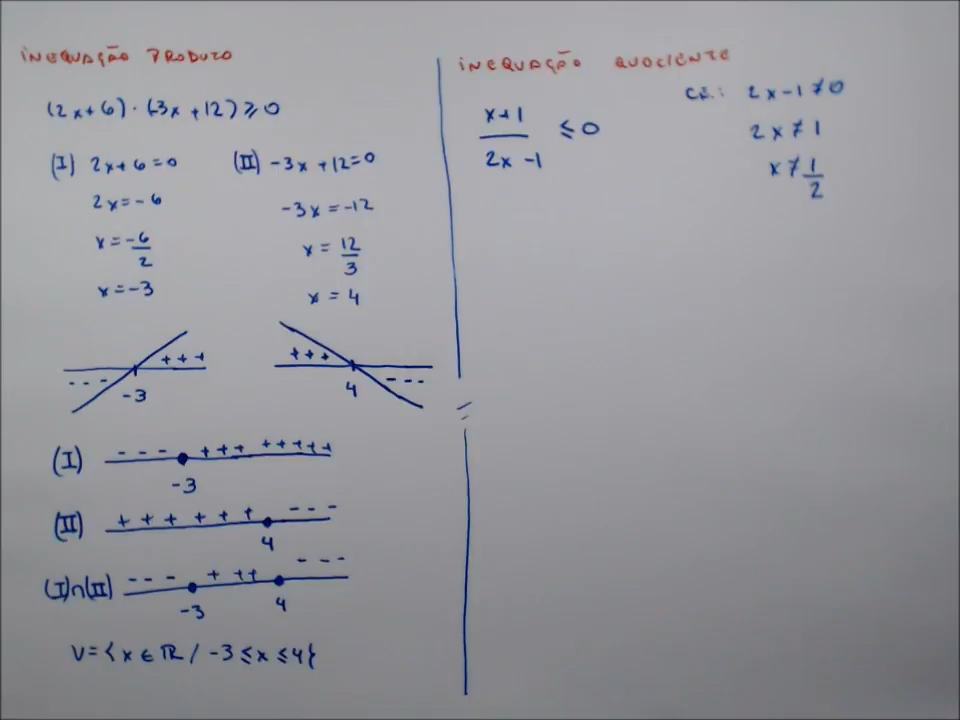 INEQUAÇÃO PRODUTO
(2x+6)·(-3x+12)≥0
(I) 2x+6=0
2x=-6
x=-6/2
x=-3
(II) -3x+12=0
-3x=-12
x=12/3
x=4
--- +++
-3
+++ ---
4
(I) --- +++ +++++
-3
(II) ++++++ ---
4
(I)∩(II) --- +++ ---
-3 4
V={x∈ℝ/-3≤x≤4}
INEQUAÇÃO QUOCIENTE
x+1
2x-1 ≤0
C.E.: 2x-1≠0
2x≠1
x≠1/2